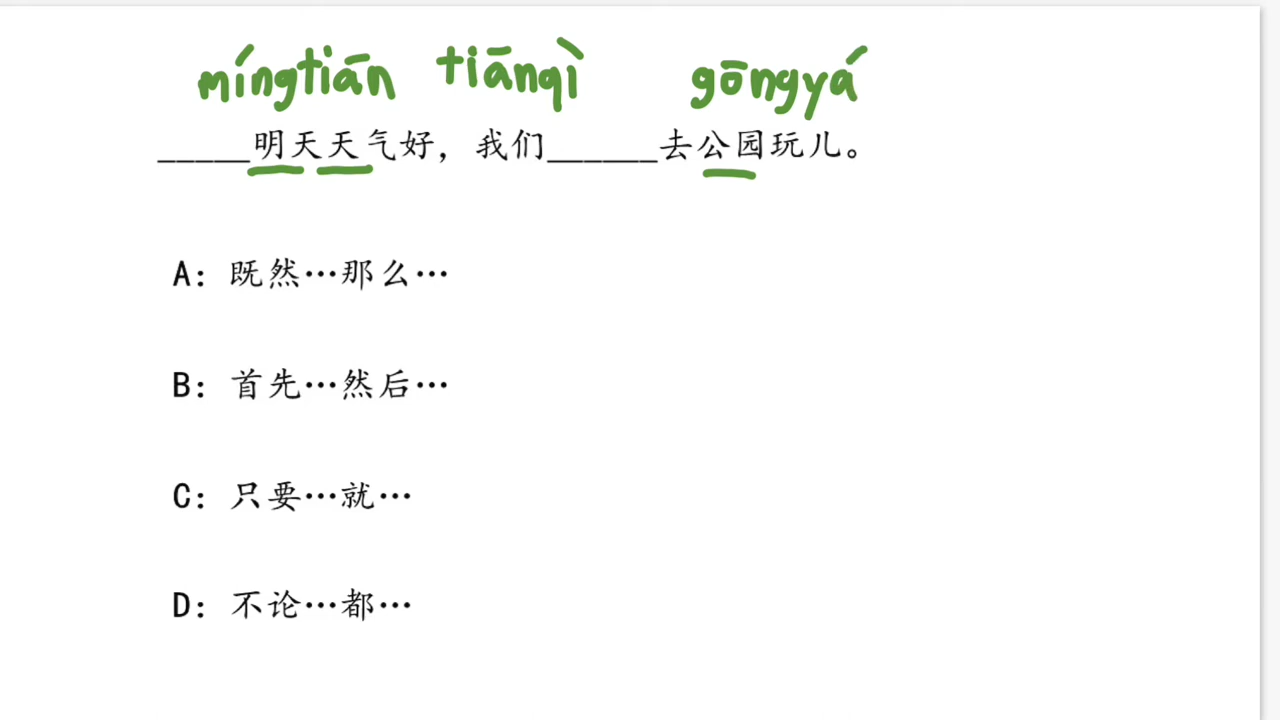 míngtiān tiānqì gōngyá
_____明天天气好，我们______去公园玩儿。
A：既然…那么…
B：首先…然后…
C：只要…就…
D：不论…都…